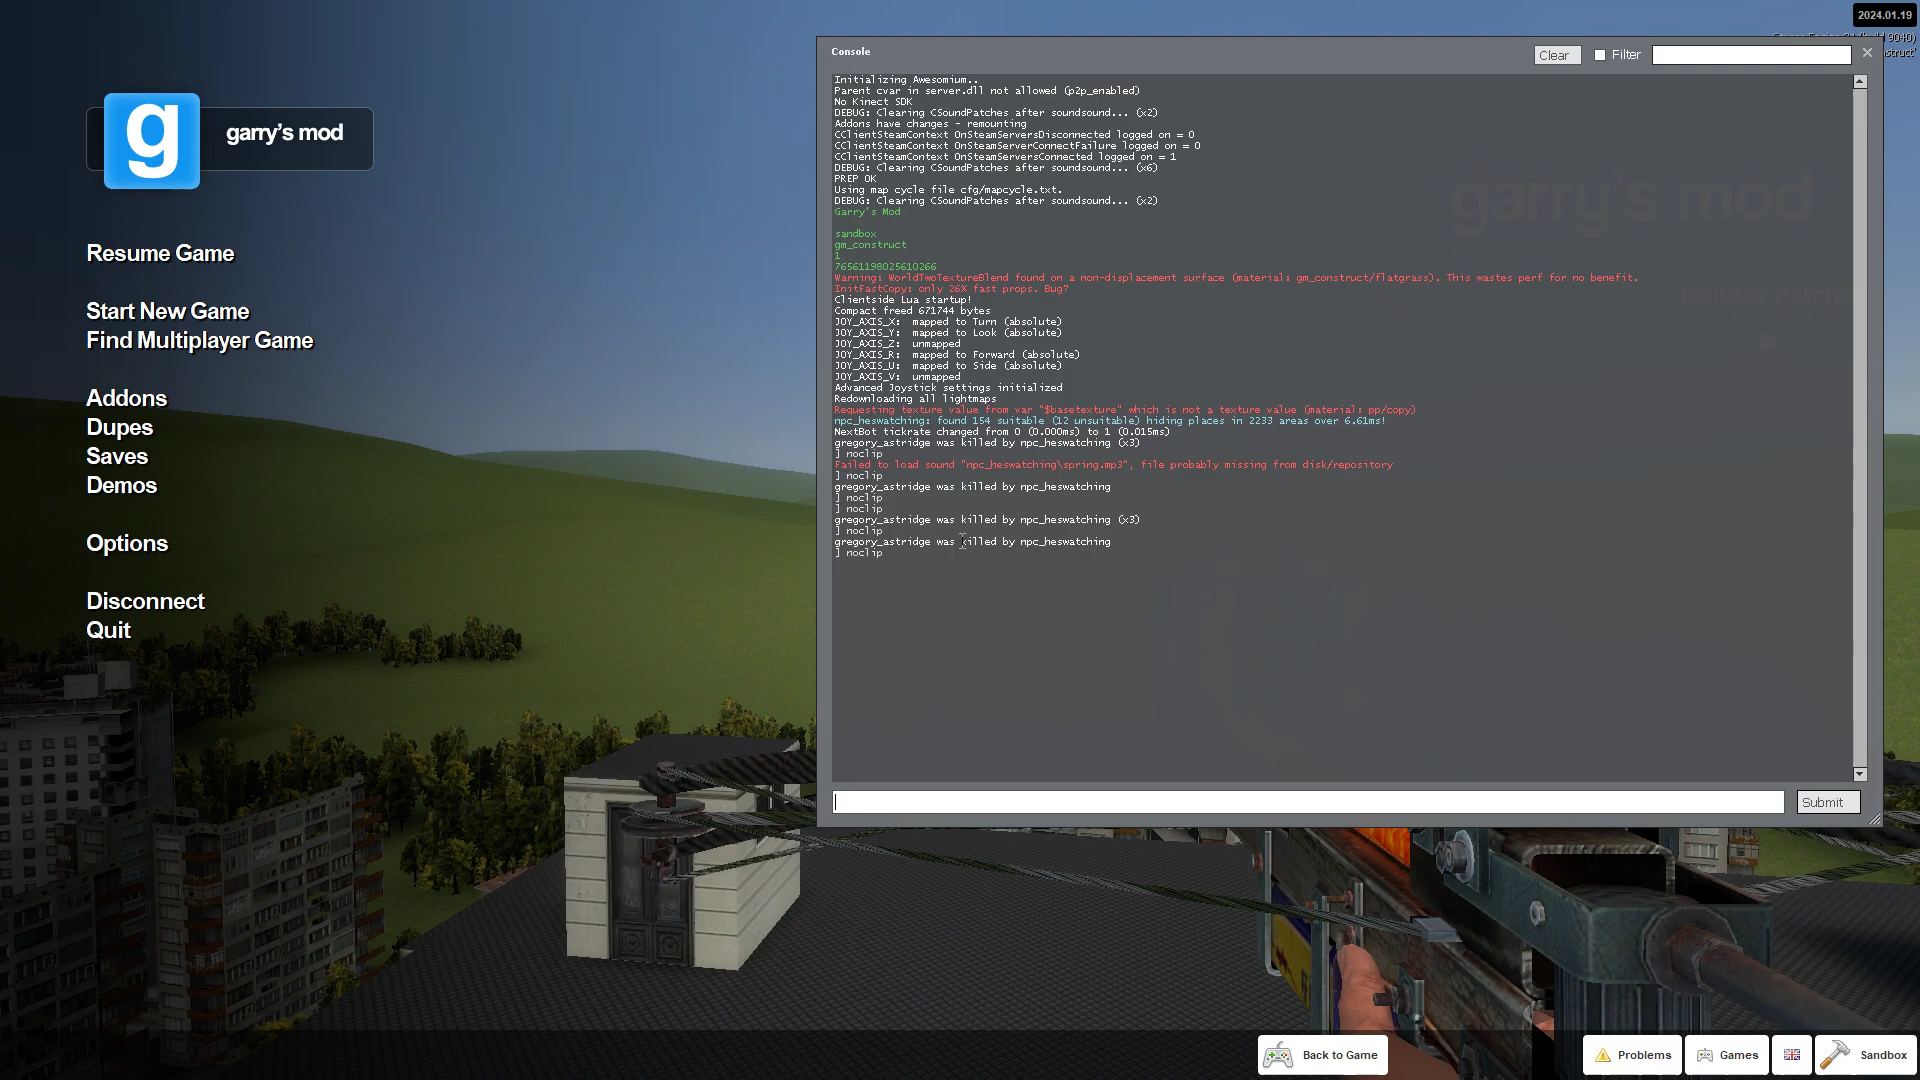 2024.01.19
Console
Clear
Filter
g
garry's mod
Resume Game
Start New Game
Find Multiplayer Game
Addons
Dupes
Saves
Demos
Options
Disconnect
Quit
Initializing Awesomium..
Parent cvar in server.dll not allowed (p2p_enabled)
No Kinect SDK
DEBUG: Clearing CSoundPatches after soundsound... (x2)
Addons have changes - remounting
CClientSteamContext OnSteamServersDisconnected logged on = 0
CClientSteamContext OnSteamServerConnectFailure logged on = 0
CClientSteamContext OnSteamServersConnected logged on = 1
DEBUG: Clearing CSoundPatches after soundsound... (x6)
PREP OK
Using map cycle file cfg/mapcycle.txt.
DEBUG: Clearing CSoundPatches after soundsound... (x2)
Garry's Mod
sandbox
gm_construct
1
76561198025610266
Warning: WorldTwoTextureBlend found on a non-displacement surface (material: gm_construct/flatgrass). This wastes perf for no benefit.
InitFastCopy: only 26% fast props. Bug?
Clientside Lua startup!
Compact freed 671744 bytes
JOY_AXIS_X: mapped to Turn (absolute)
JOY_AXIS_Y: mapped to Look (absolute)
JOY_AXIS_Z: unmapped
JOY_AXIS_R: mapped to Forward (absolute)
JOY_AXIS_U: mapped to Side (absolute)
JOY_AXIS_V: unmapped
Advanced Joystick settings initialized
Redownloading all lightmaps
Requesting texture value from var "$basetexture" which is not a texture value (material: pp/copy)
npc_heswatching: found 154 suitable (12 unsuitable) hiding places in 2233 areas over 6.61ms!
NextBot tickrate changed from 0 (0.000ms) to 1 (0.015ms)
gregory_astridge was killed by npc_heswatching (x3)
] noclip
Failed to load sound "npc_heswatching\spring.mp3", file probably missing from disk/repository
] noclip
gregory_astridge was killed by npc_heswatching
] noclip
] noclip
gregory_astridge was killed by npc_heswatching (x3)
] noclip
gregory_astridge was killed by npc_heswatching
] noclip
garry's mod
Holiday Patch
Submit
Back to Game
Problems
Games
Sandbox